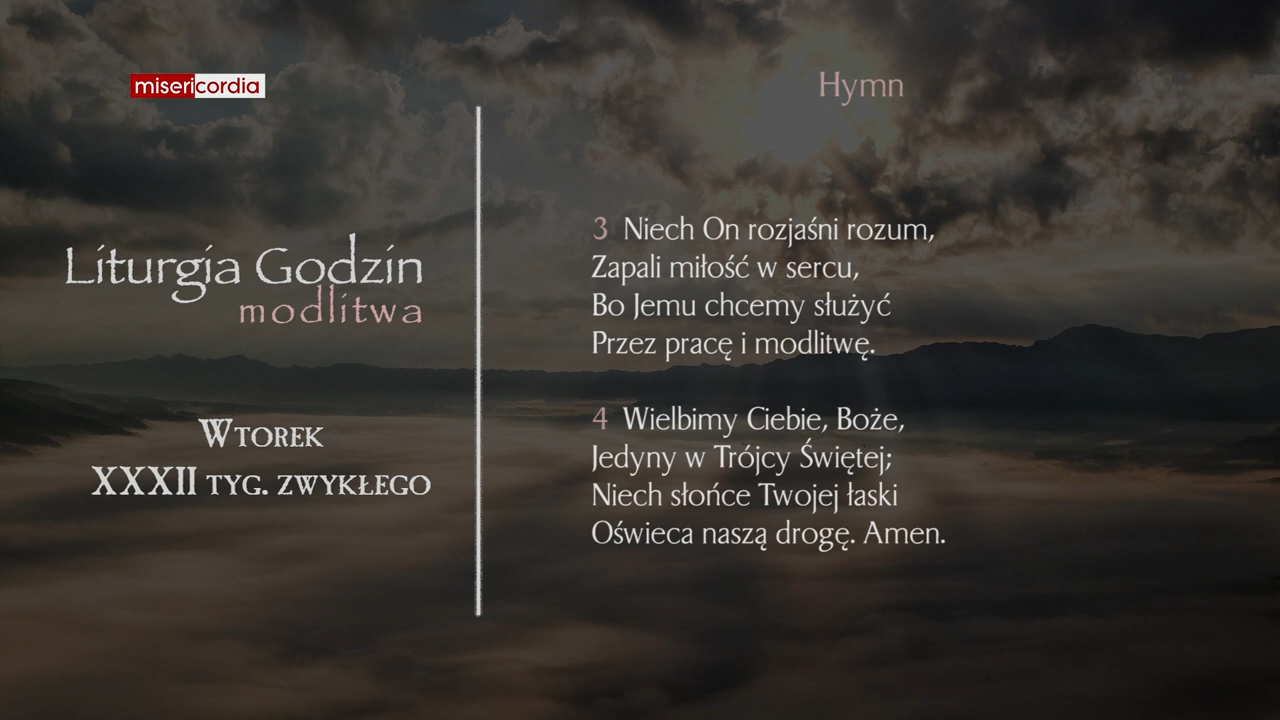 misericordia
Liturgia Godzin
modlitwa
Wtorek
XXXII tyg. zwykłego
Hymn
3 Niech On rozjaśni rozum,
Zapali miłość w sercu,
Bo Jemu chcemy służyć
Przez pracę i modlitwę.
4 Wielbimy Ciebie, Boże,
Jedyny w Trójcy Świętej;
Niech słońce Twojej łaski
Oświeca naszą drogę. Amen.